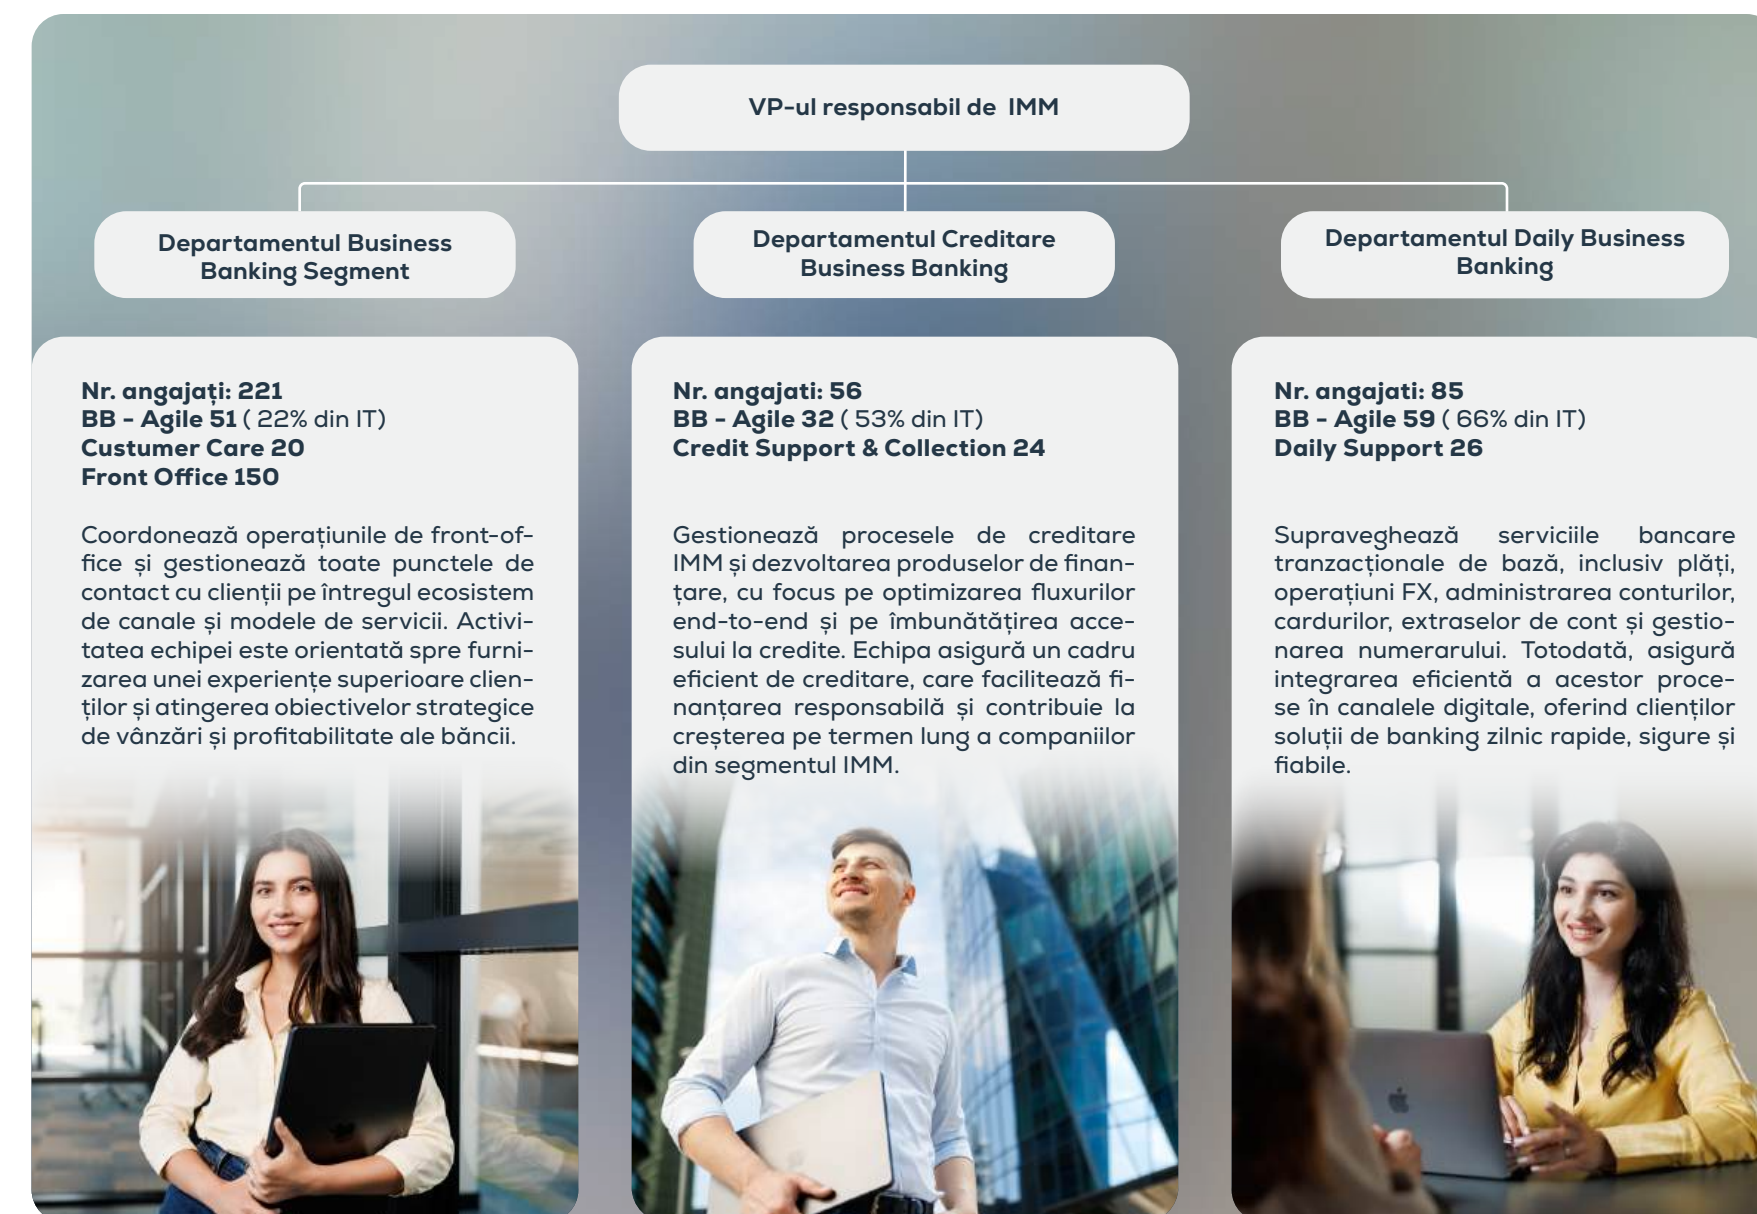 VP-ul responsabil de IMM
Departamentul Business
Banking Segment
Departamentul Creditare
Business Banking
Departamentul Daily Business
Banking
Nr. angajați: 221
BB - Agile 51 ( 22% din IT)
Custumer Care 20
Front Office 150
Coordonează operațiunile de front-of-
fice și gestionează toate punctele de
contact cu clienții pe întregul ecosistem
de canale și modele de servicii. Activi-
tatea echipei este orientată spre furni-
zarea unei experiențe superioare clien-
ților și atingerea obiectivelor strategice
de vânzări și profitabilitate ale băncii.
Nr. angajati: 56
BB - Agile 32 ( 53% din IT)
Credit Support & Collection 24
Gestionează procesele de creditare
IMM și dezvoltarea produselor de finan-
țare, cu focus pe optimizarea fluxurilor
end-to-end și pe îmbunătățirea acce-
sului la credite. Echipa asigură un cadru
eficient de creditare, care facilitează fi-
nanțarea responsabilă și contribuie la
creșterea pe termen lung a companiilor
din segmentul IMM.
Nr. angajati: 85
BB - Agile 59 ( 66% din IT)
Daily Support 26
Supraveghează serviciile bancare
tranzacționale de bază, inclusiv plăți,
operațiuni FX, administrarea conturilor,
cardurilor, extraselor de cont și gestio-
narea numerarului. Totodată, asigură
integrarea eficientă a acestor proce-
se în canalele digitale, oferind clienților
soluții de banking zilnic rapide, sigure și
fiabile.